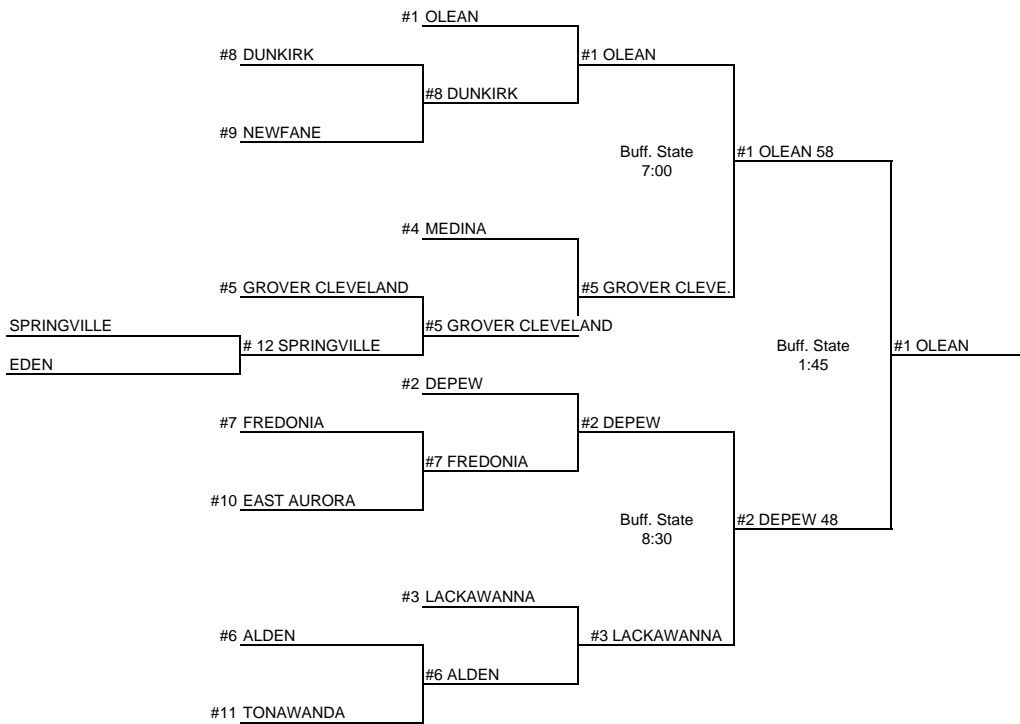 #1 OLEAN
#8 DUNKIRK
#1 OLEAN
#8 DUNKIRK
#9 NEWFANE
Buff. State
7:00
#1 OLEAN 58
#4 MEDINA
#5 GROVER CLEVELAND
#5 GROVER CLEVE.
SPRINGVILLE
#5 GROVER CLEVELAND
# 12 SPRINGVILLE
EDEN
Buff. State
1:45
#1 OLEAN
#2 DEPEW
#7 FREDONIA
#2 DEPEW
#7 FREDONIA
#10 EAST AURORA
Buff. State
8:30
#2 DEPEW 48
#3 LACKAWANNA
#6 ALDEN
#3 LACKAWANNA
#6 ALDEN
#11 TONAWANDA